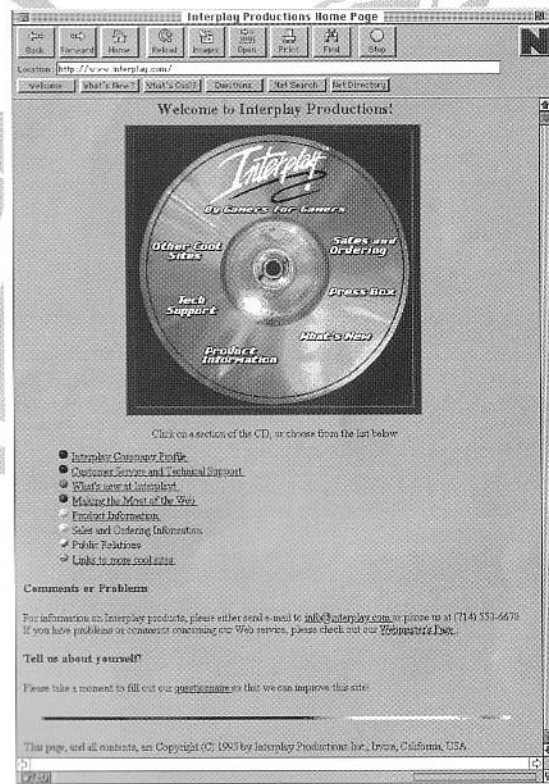 Interplay Productions Home Page
Back Forward Home Reload Images Open Print Find Stop
N
Location: http://www.interplay.com/
Welcome What's New? What's Cool? Questions Net Search Net Directory
Welcome to Interplay Productions!
Interplay
By Gamers For Gamers
Other Cool
Sites
Sales and
Ordering
Press Box
Tech
Support
What's New
Product
Information
Click on a section of the CD, or choose from the list below
Interplay Company Profile
Customer Service and Technical Support
What's new at Interplay!
Making the Most of the Web
Product Information
Sales and Ordering Information
Public Relations
Links to more cool sites
Comments or Problems
For information on Interplay products, please either send e-mail to info@interplay.com or phone us at (714) 553-6678
If you have problems or comments concerning our Web service, please check out our Webmaster's Page.
Tell us about yourself?
Please take a moment to fill out our questionnaire so that we can improve this site!
This page, and all contents, are Copyright (C) 1995 by Interplay Productions Inc., Irvine, California, USA.